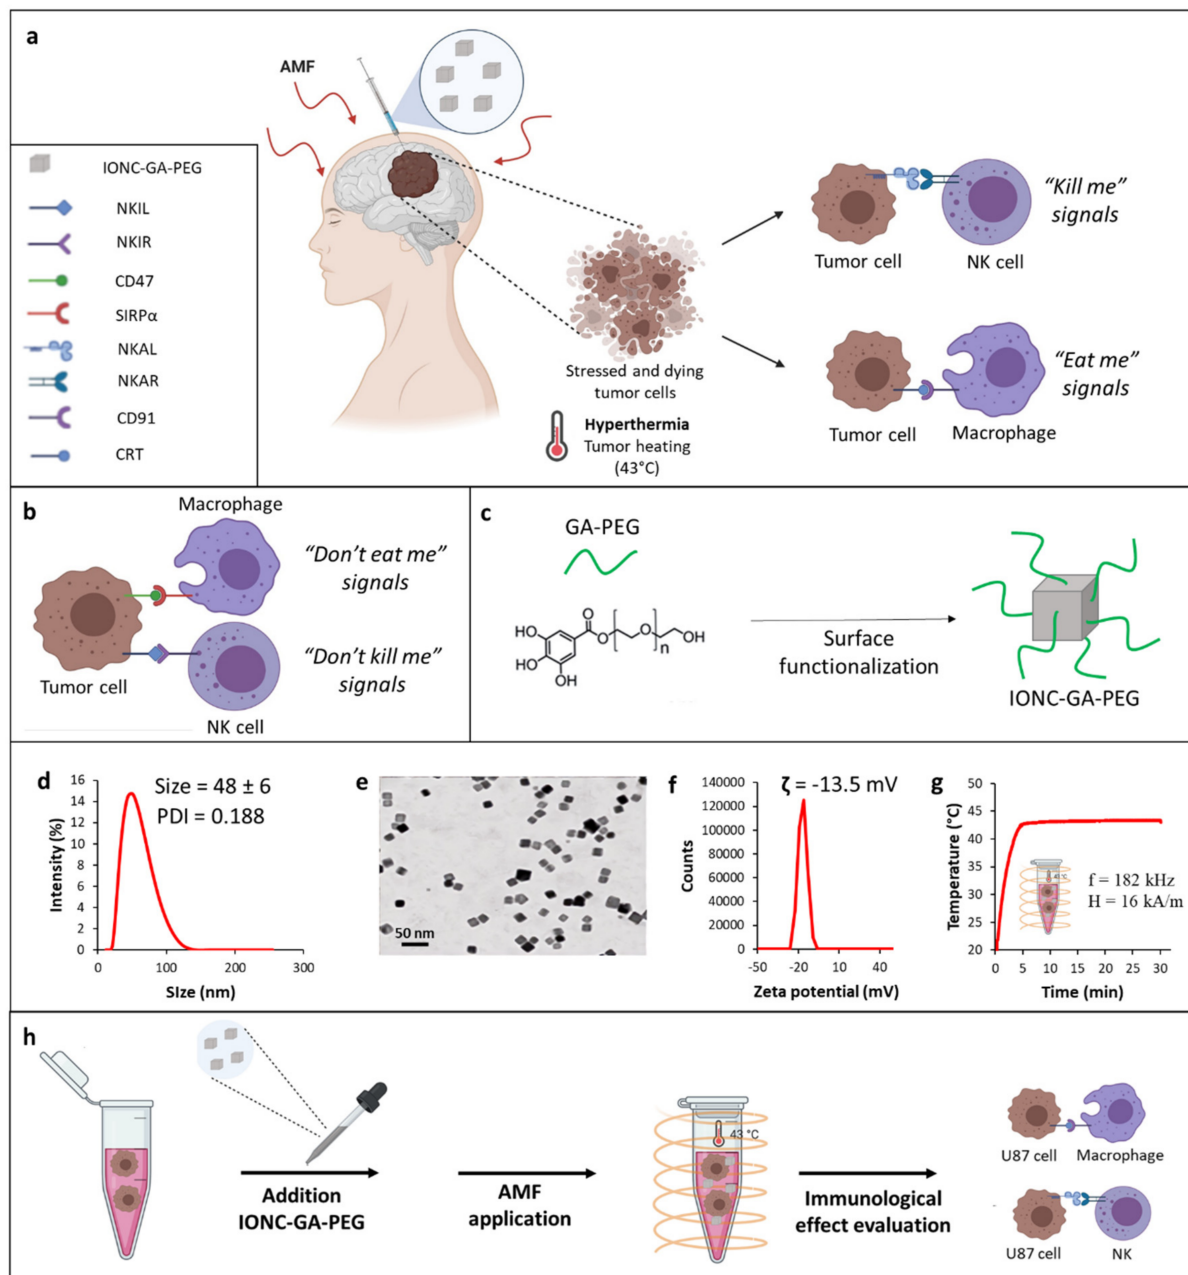 a
AMF
IONC-GA-PEG
NKIL
NKIR
CD47
SIRPα
NKAL
NKAR
CD91
CRT
Stressed and dying
tumor cells
Hyperthermia
Tumor heating
(43°C)
Tumor cell
NK cell
"Kill me"
signals
Tumor cell
Macrophage
"Eat me"
signals
b
Macrophage
"Don't eat me"
signals
"Don't kill me"
signals
Tumor cell
NK cell
c
GA-PEG
HO
HO
OH
O
O
O
n
OH
Surface
functionalization
IONC-GA-PEG
d
Size = 48 ± 6
PDI = 0.188
Intensity (%)
16
14
12
10
8
6
4
2
0
0
100
200
300
SIze (nm)
e
50 nm
f
ζ = -13.5 mV
Counts
140000
120000
100000
80000
60000
40000
20000
0
-50
-20
10
40
Zeta potential (mV)
g
Temperature (°C)
50
45
40
35
30
25
20
43 °C
f = 182 kHz
H = 16 kA/m
0
5
10
15
20
25
30
Time (min)
h
Addition
IONC-GA-PEG
AMF
application
43 °C
Immunological
effect evaluation
U87 cell
Macrophage
U87 cell
NK